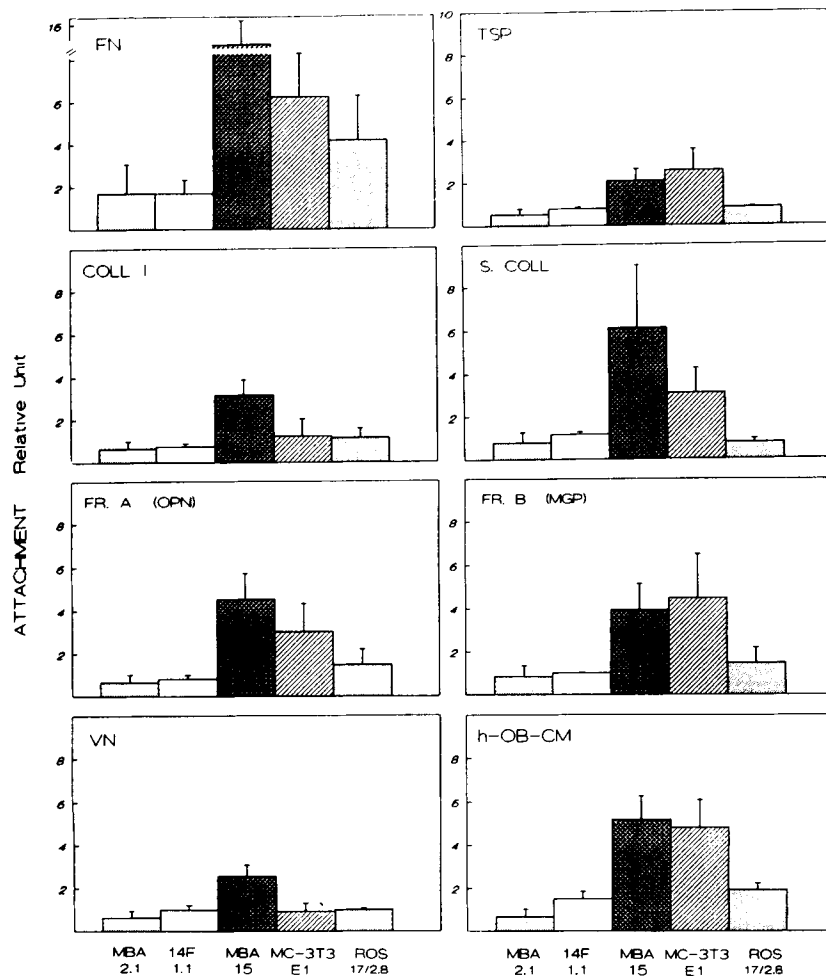 ATTACHMENT Relative Unit
FN
16
6
4
2
TSP
10
8
6
4
2
COLL I
8
6
4
2
S. COLL
8
6
4
2
FR. A (OPN)
8
6
4
2
FR. B (MGP)
8
6
4
2
VN
8
6
4
2
h-OB-CM
8
6
4
2
MBA 14F MBA MC-3T3 ROS
2.1 1.1 15 E1 17/2.8
MBA 14F MBA MC-3T3 ROS
2.1 1.1 15 E1 17/2.8